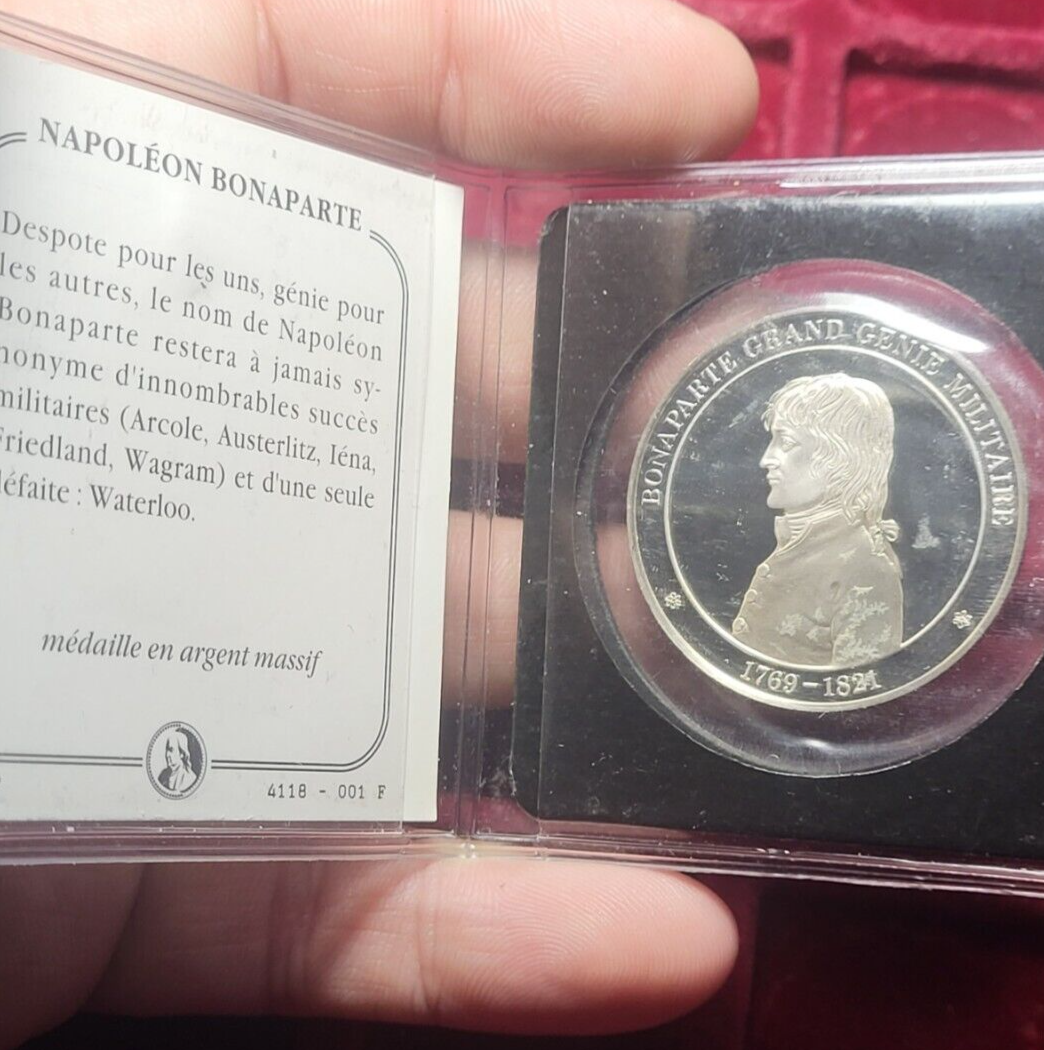 NAPOLÉON BONAPARTE
Despote pour les uns, génie pour
les autres, le nom de Napoléon
Bonaparte restera à jamais sy-
nonyme d'innombrables succès
militaires (Arcole, Austerlitz, Iéna,
Friedland, Wagram) et d'une seule
défaite : Waterloo.
médaille en argent massif
4118 - 001 F
BONAPARTE GRAND GENIE MILITAIRE
1769-1821